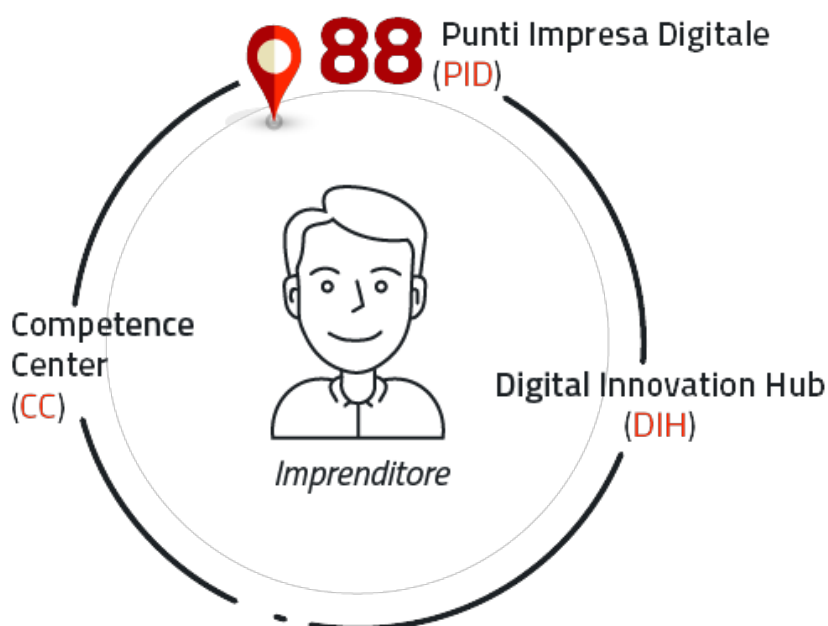 88 Punti Impresa Digitale
(PID)
Competence
Center
(CC)
Digital Innovation Hub
(DIH)
Imprenditore